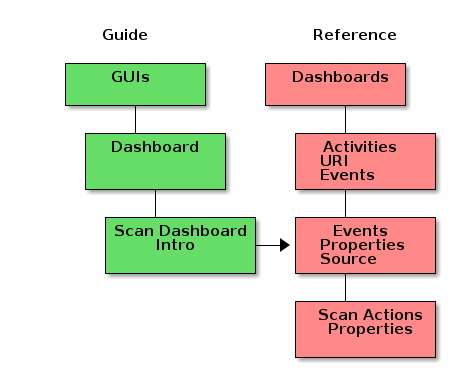 Guide
GUIs
Dashboard
Scan Dashboard
Intro
Reference
Dashboards
Activities
URI
Events
Events
Properties
Source
Scan Actions
Properties